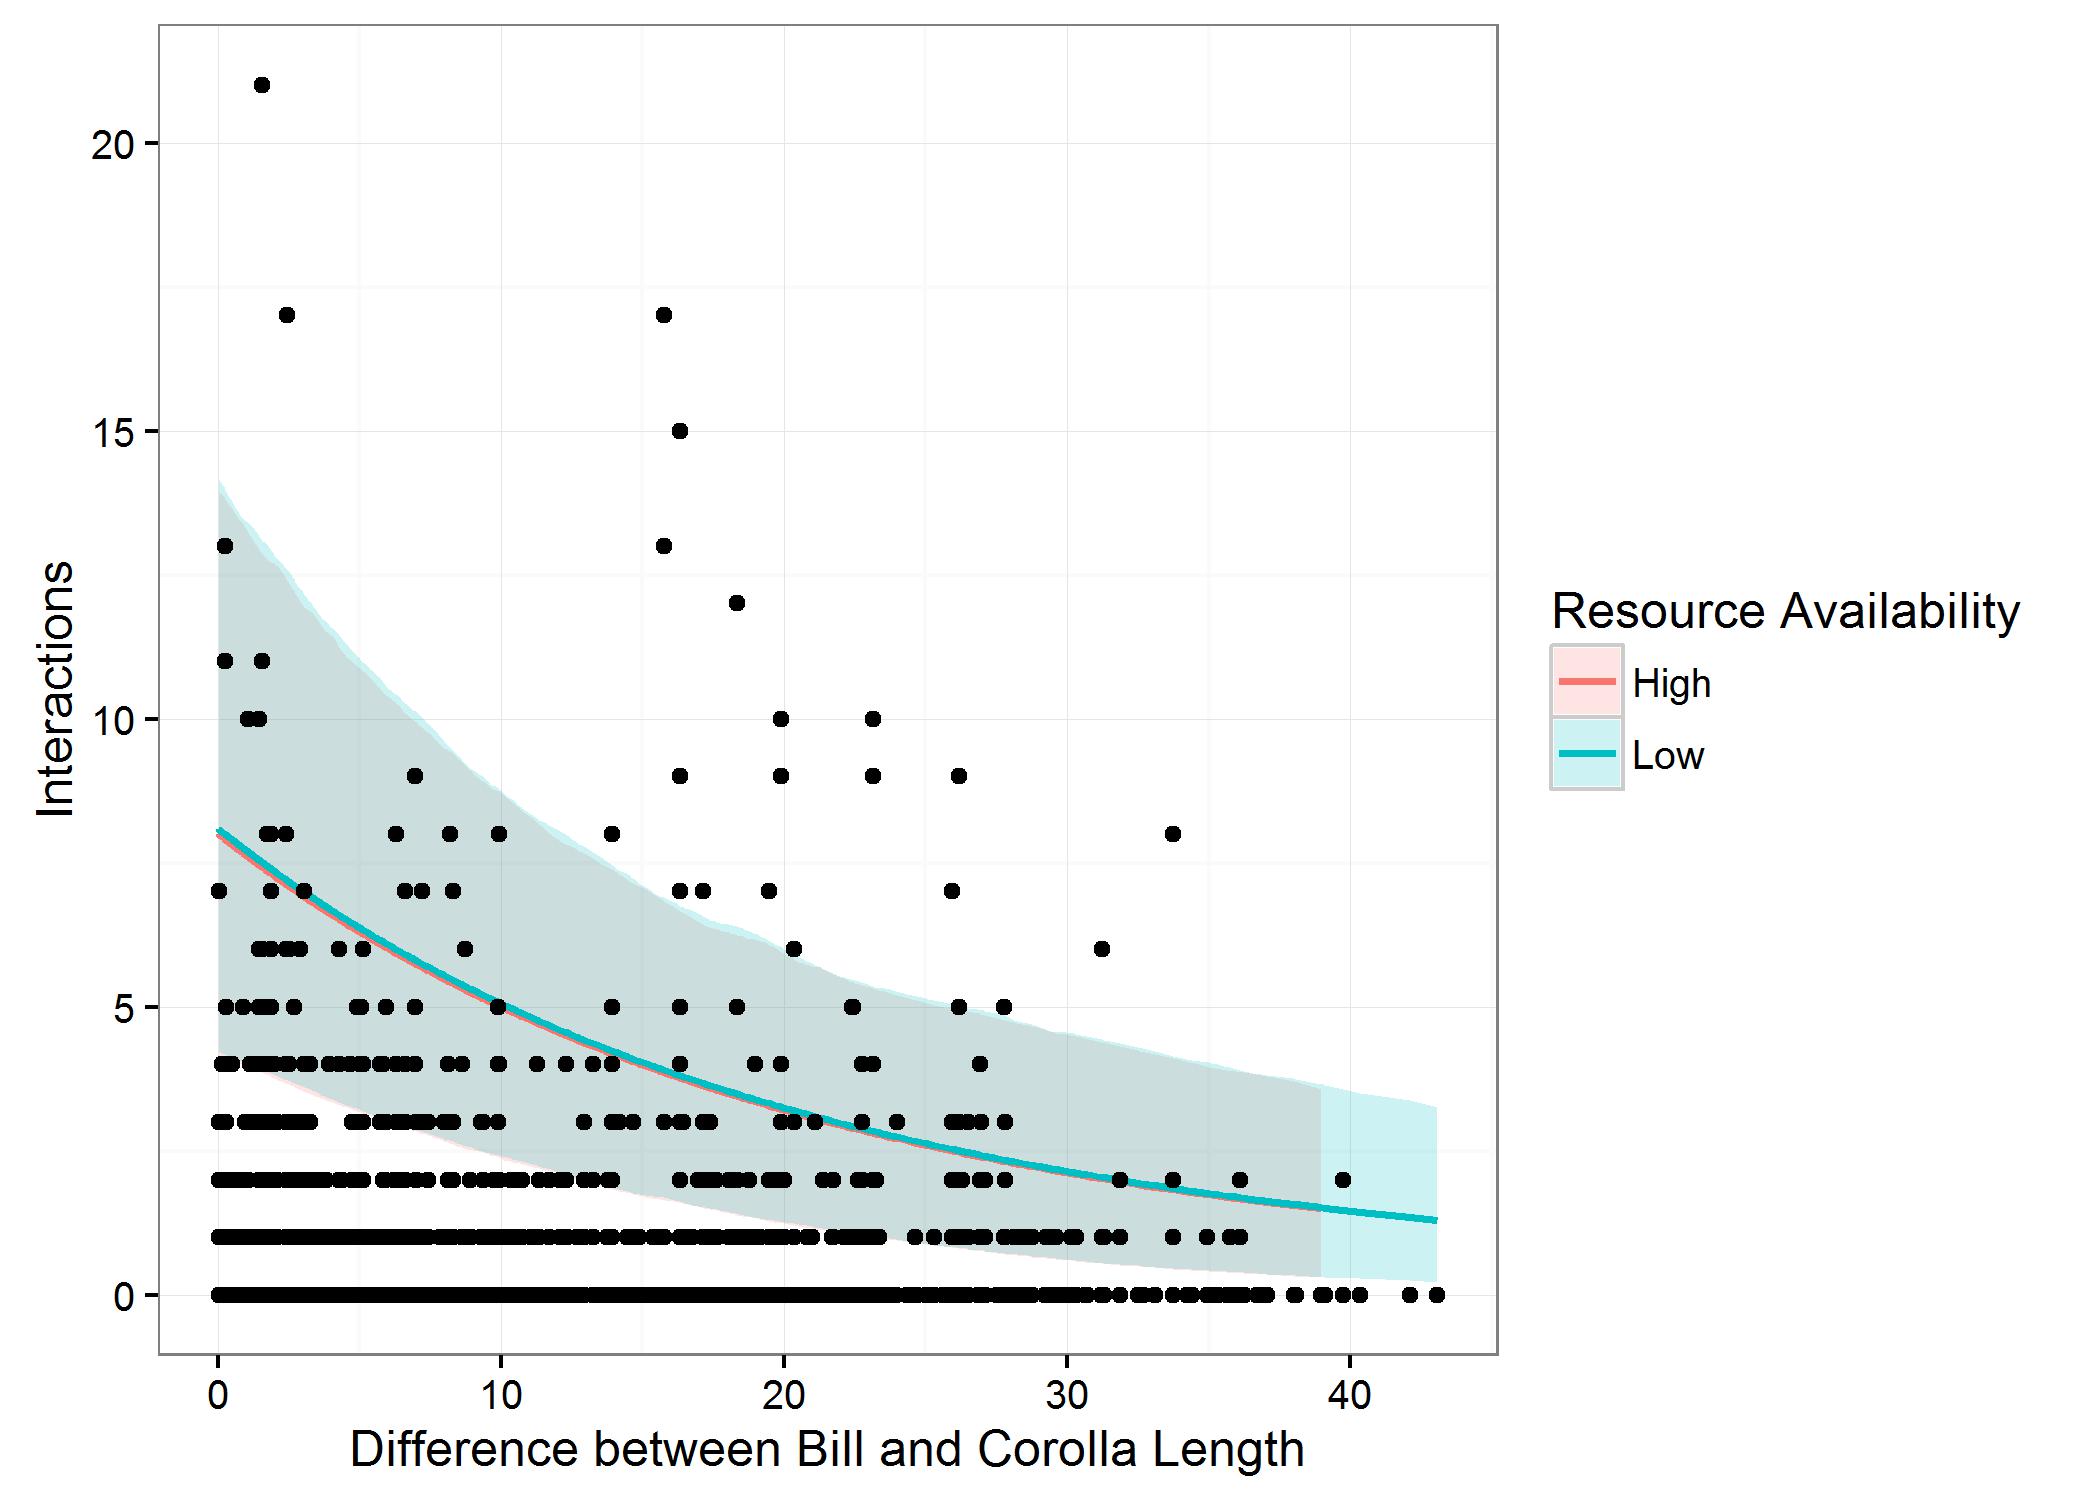 20
15
10
5
0
Interactions
0 10 20 30 40
Difference between Bill and Corolla Length
Resource Availability
High
Low